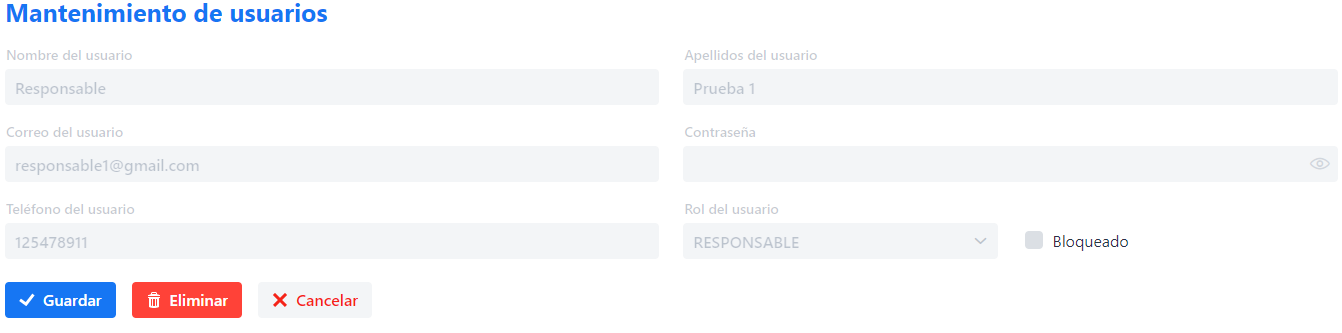 Mantenimiento de usuarios
Nombre del usuario
Apellidos del usuario
Responsable
Prueba 1
Correo del usuario
Contraseña
responsable1@gmail.com
Teléfono del usuario
Rol del usuario
125478911
RESPONSABLE
Bloqueado
Guardar
Eliminar
Cancelar